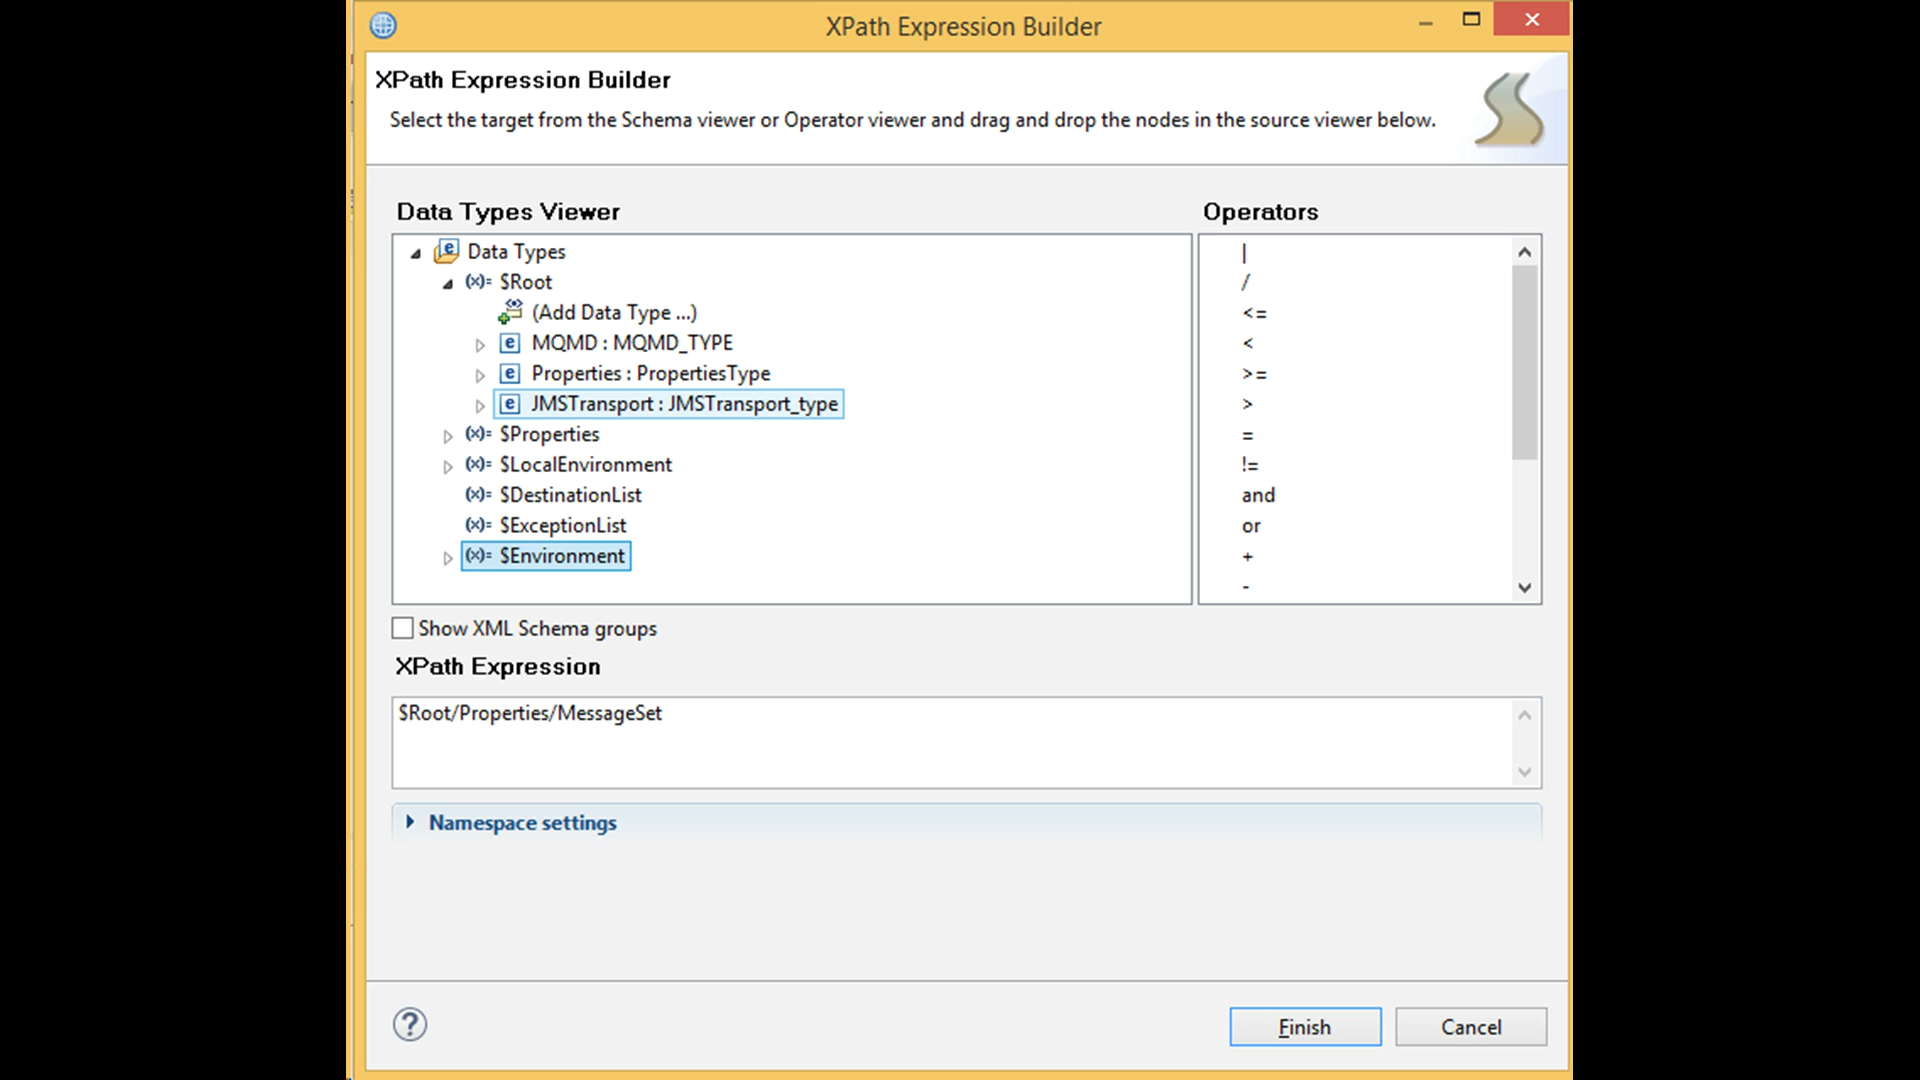 XPath Expression Builder
XPath Expression Builder
Select the target from the Schema viewer or Operator viewer and drag and drop the nodes in the source viewer below.
Data Types Viewer
Data Types
(x)= $Root
(Add Data Type ...)
e MQMD : MQMD_TYPE
e Properties : PropertiesType
e JMSTransport : JMSTransport_type
(x)= $Properties
(x)= $LocalEnvironment
(x)= $DestinationList
(x)= $ExceptionList
(x)= $Environment
Operators
|
/
<=
<
>=
>
=
!=
and
or
+
-
Show XML Schema groups
XPath Expression
$Root/Properties/MessageSet
Namespace settings
?
Finish
Cancel